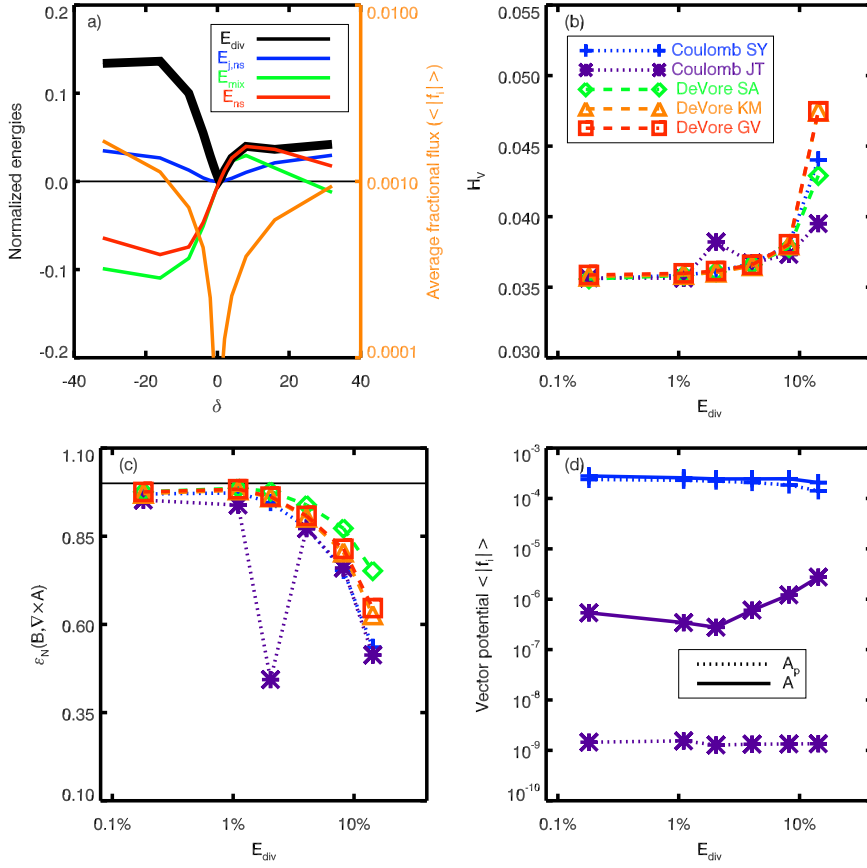 a)
E_div
E_j,ns
E_mix
E_ns
Normalized energies
0.2
0.1
0.0
-0.1
-0.2
-40
-20
0
20
40
δ
0.0100
0.0010
0.0001
Average fractional flux (< |f_i| >)
(b)
Coulomb SY
Coulomb JT
DeVore SA
DeVore KM
DeVore GV
H_V
0.055
0.050
0.045
0.040
0.035
0.030
0.1%
1%
10%
E_div
(c)
ε_N(B,∇×A)
1.10
0.85
0.60
0.35
0.10
0.1%
1%
10%
E_div
(d)
Vector potential < |f_i| >
10^-3
10^-4
10^-5
10^-6
10^-7
10^-8
10^-9
10^-10
A_p
A
0.1%
1%
10%
E_div